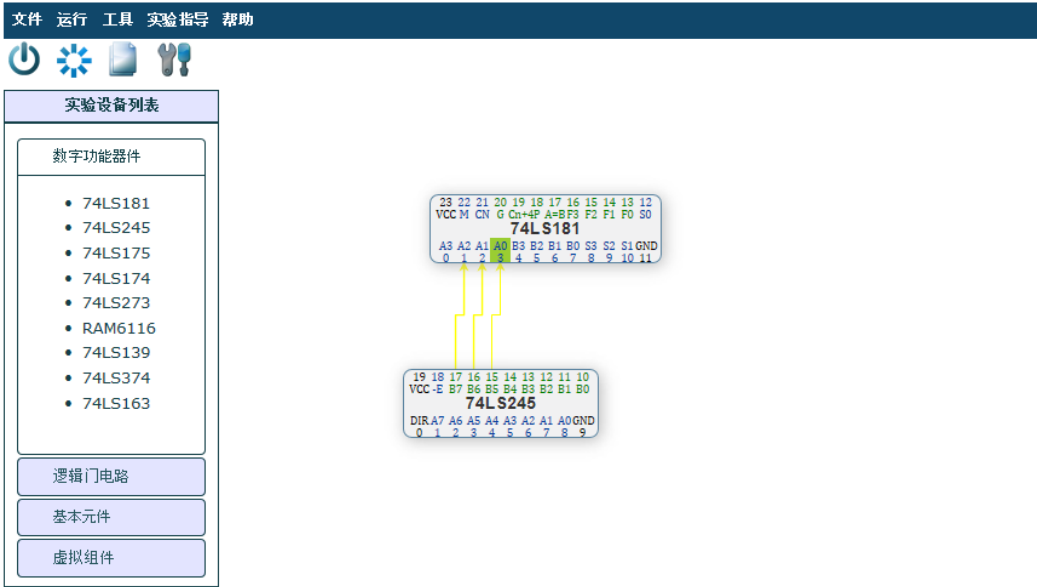 文件 运行 工具 实验指导 帮助
实验设备列表
数字功能器件
74LS181
74LS245
74LS175
74LS174
74LS273
RAM6116
74LS139
74LS374
74LS163
逻辑门电路
基本元件
虚拟组件
23 22 21 20 19 18 17 16 15 14 13 12
VCC M CN G Cn+4P A=BF3 F2 F1 F0 S0
74LS181
A3 A2 A1 A0 B3 B2 B1 B0 S3 S2 S1 GND
0 1 2 3 4 5 6 7 8 9 10 11
19 18 17 16 15 14 13 12 11 10
VCC -E B7 B6 B5 B4 B3 B2 B1 B0
74LS245
DIR A7 A6 A5 A4 A3 A2 A1 A0 GND
0 1 2 3 4 5 6 7 8 9